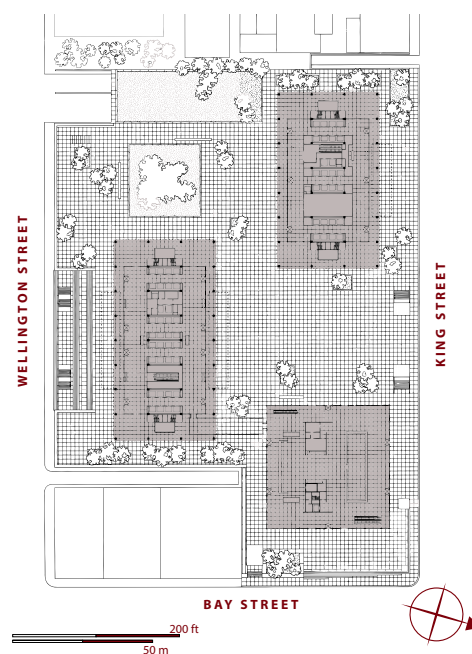 WELLINGTON STREET
KING STREET
BAY STREET
200 ft
50 m